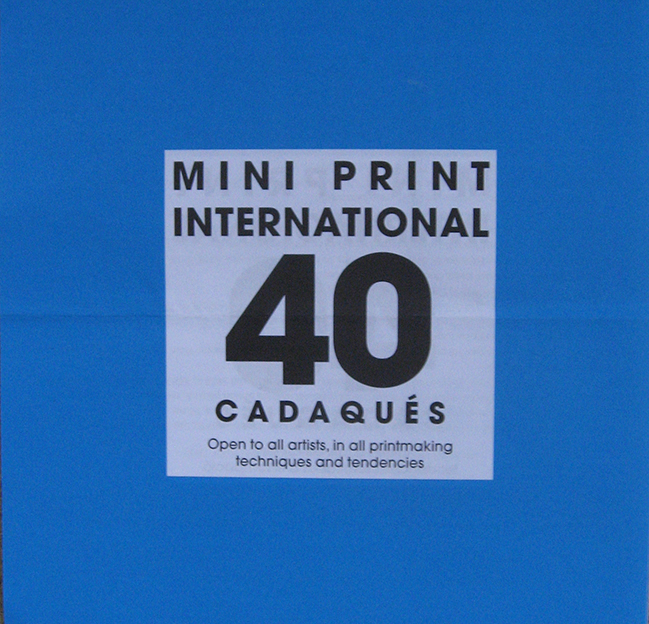 MINI PRINT
INTERNATIONAL
40
CADAQUÉS
Open to all artists, in all printmaking
techniques and tendencies